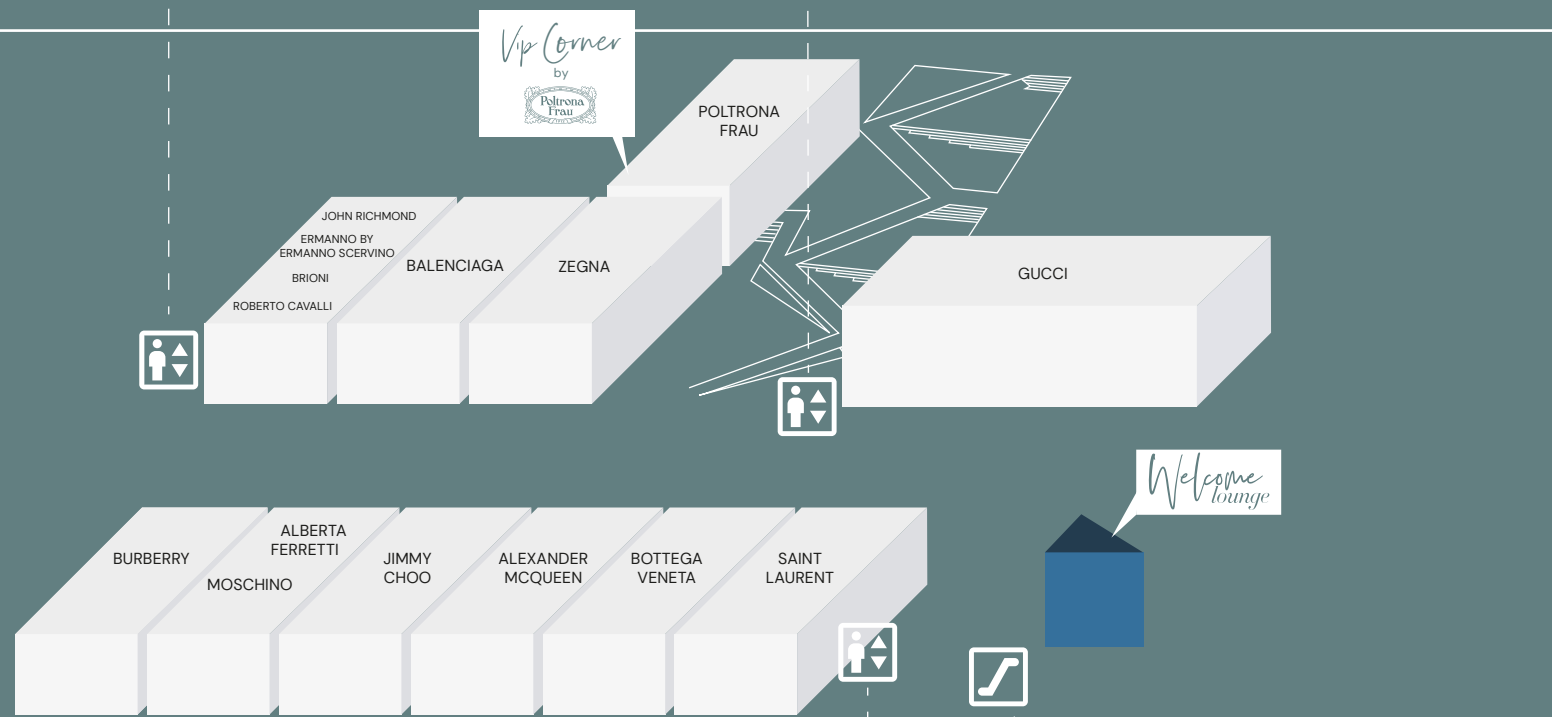 Vip Corner
by
Poltrona
Frau
POLTRONA
FRAU
JOHN RICHMOND
ERMANNO BY
ERMANNO SCERVINO
BRIONI
ROBERTO CAVALLI
BALENCIAGA
ZEGNA
GUCCI
Welcome
lounge
BURBERRY
ALBERTA
FERRETTI
MOSCHINO
JIMMY
CHOO
ALEXANDER
MCQUEEN
BOTTEGA
VENETA
SAINT
LAURENT